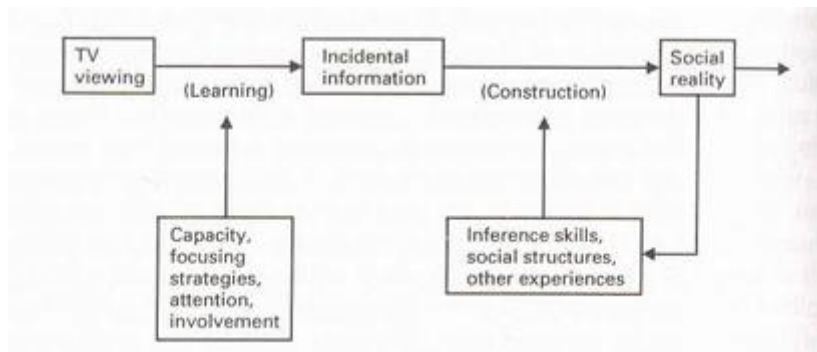 TV
viewing
(Learning)
Incidental
information
(Construction)
Social
reality
Capacity,
focusing
strategies,
attention,
involvement
Inference skills,
social structures,
other experiences